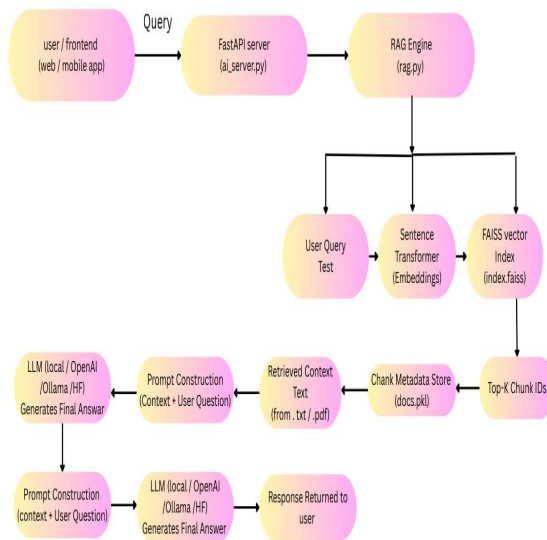 Query
user / frontend
(web / mobile app)
FastAPI server
(ai_server.py)
RAG Engine
(rag.py)
User Query
Test
Sentence
Transformer
(Embeddings)
FAISS vector
Index
(index.faiss)
Top-K Chunk IDs
Chank Metadata Store
(docs.pkl)
Retrieved Context
Text
(from . txt / .pdf)
Prompt Construction
(Context + User Question)
LLM (local / OpenAI
/Ollama /HF)
Generates Final Answar
Prompt Construction
(context + User Question)
LLM (local / OpenAI
/Ollama /HF)
Generates Final Answer
Response Returned to
user